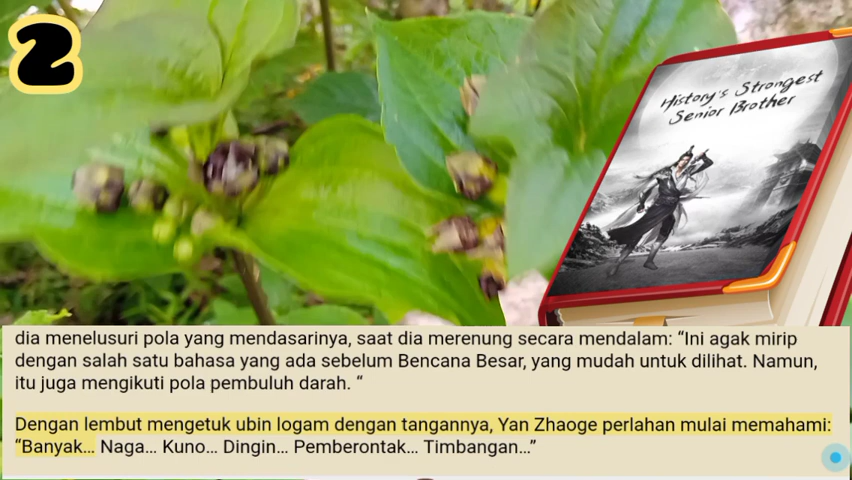 2
History's Strongest
Senior Brother
dia menelusuri pola yang mendasarinya, saat dia merenung secara mendalam: “Ini agak mirip
dengan salah satu bahasa yang ada sebelum Bencana Besar, yang mudah untuk dilihat. Namun,
itu juga mengikuti pola pembuluh darah. “
Dengan lembut mengetuk ubin logam dengan tangannya, Yan Zhaoge perlahan mulai memahami:
“Banyak... Naga... Kuno... Dingin... Pemberontak... Timbangan...”